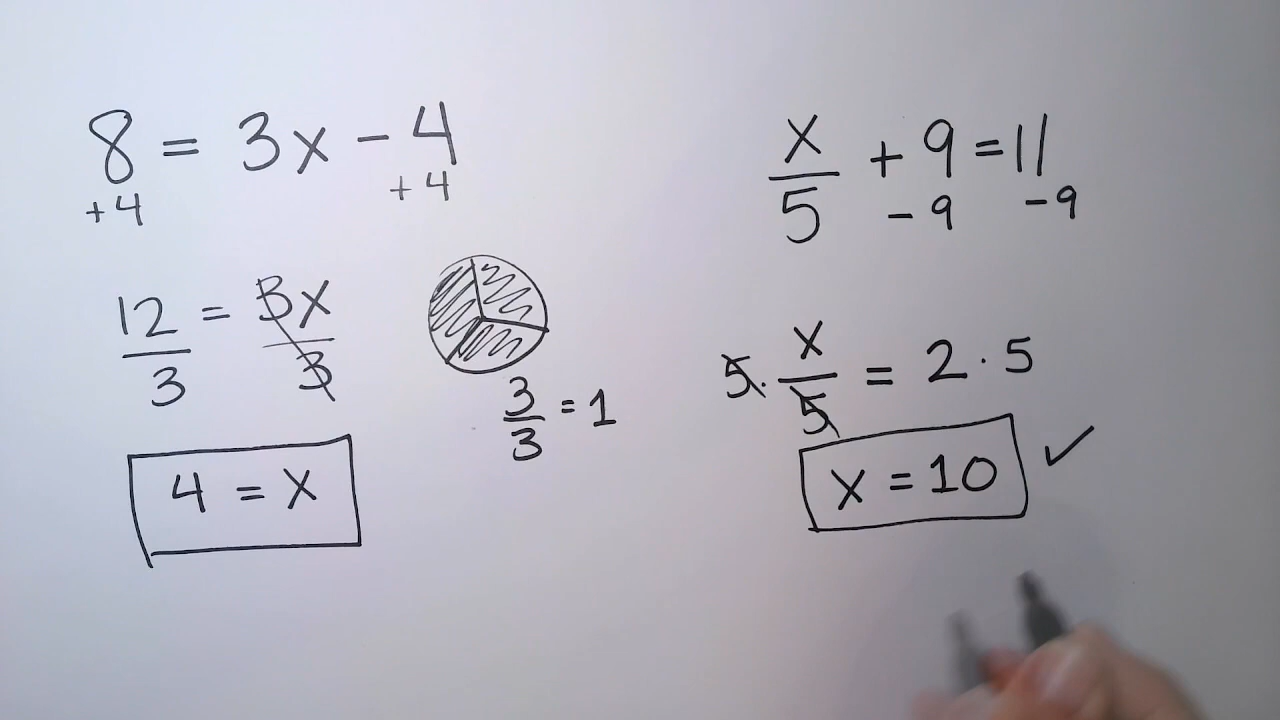 8 = 3x - 4
+4 +4
12/3 = 3x/3
3/3 = 1
4 = x
x/5 + 9 = 11
- 9 - 9
5 · x/5 = 2 · 5
x = 10 ✓